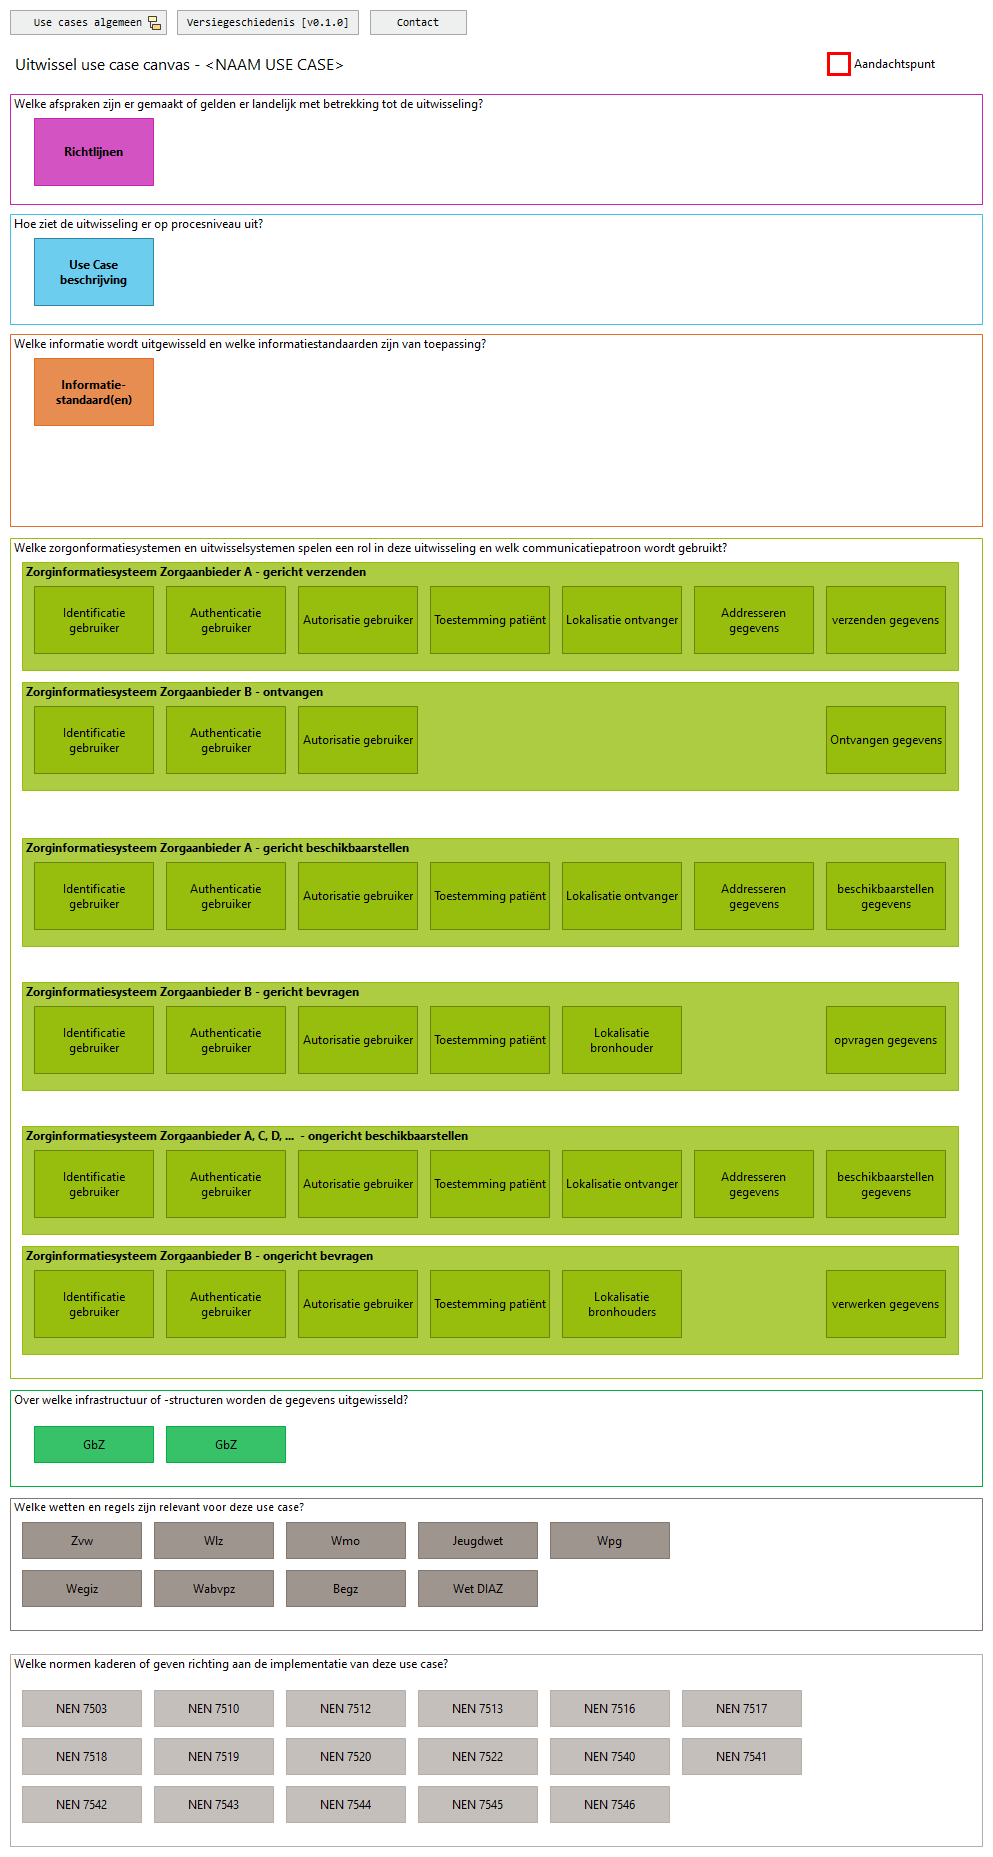 Use cases algemeen
Versiegeschiedenis [v0.1.0]
Contact
Uitwissel use case canvas - <NAAM USE CASE>
Aandachtspunt
Welke afspraken zijn er gemaakt of gelden er landelijk met betrekking tot de uitwisseling?
Richtlijnen
Hoe ziet de uitwisseling er op procesniveau uit?
Use Case
beschrijving
Welke informatie wordt uitgewisseld en welke informatiestandaarden zijn van toepassing?
Informatie-
standaard(en)
Welke zorgonformatiesystemen en uitwisselsystemen spelen een rol in deze uitwisseling en welk communicatiepatroon wordt gebruikt?
Zorginformatiesysteem Zorgaanbieder A - gericht verzenden
Identificatie
gebruiker
Authenticatie
gebruiker
Autorisatie gebruiker
Toestemming patiënt
Lokalisatie ontvanger
Addresseren
gegevens
verzenden gegevens
Zorginformatiesysteem Zorgaanbieder B - ontvangen
Identificatie
gebruiker
Authenticatie
gebruiker
Autorisatie gebruiker
Ontvangen gegevens
Zorginformatiesysteem Zorgaanbieder A - gericht beschikbaarstellen
Identificatie
gebruiker
Authenticatie
gebruiker
Autorisatie gebruiker
Toestemming patiënt
Lokalisatie ontvanger
Addresseren
gegevens
beschikbaarstellen
gegevens
Zorginformatiesysteem Zorgaanbieder B - gericht bevragen
Identificatie
gebruiker
Authenticatie
gebruiker
Autorisatie gebruiker
Toestemming patiënt
Lokalisatie
bronhouder
opvragen gegevens
Zorginformatiesysteem Zorgaanbieder A, C, D, ... - ongericht beschikbaarstellen
Identificatie
gebruiker
Authenticatie
gebruiker
Autorisatie gebruiker
Toestemming patiënt
Lokalisatie ontvanger
Addresseren
gegevens
beschikbaarstellen
gegevens
Zorginformatiesysteem Zorgaanbieder B - ongericht bevragen
Identificatie
gebruiker
Authenticatie
gebruiker
Autorisatie gebruiker
Toestemming patiënt
Lokalisatie
bronhouders
verwerken gegevens
Over welke infrastructuur of -structuren worden de gegevens uitgewisseld?
GbZ
GbZ
Welke wetten en regels zijn relevant voor deze use case?
Zvw
Wlz
Wmo
Jeugdwet
Wpg
Wegiz
Wabvpz
Begz
Wet DIAZ
Welke normen kaderen of geven richting aan de implementatie van deze use case?
NEN 7503
NEN 7510
NEN 7512
NEN 7513
NEN 7516
NEN 7517
NEN 7518
NEN 7519
NEN 7520
NEN 7522
NEN 7540
NEN 7541
NEN 7542
NEN 7543
NEN 7544
NEN 7545
NEN 7546